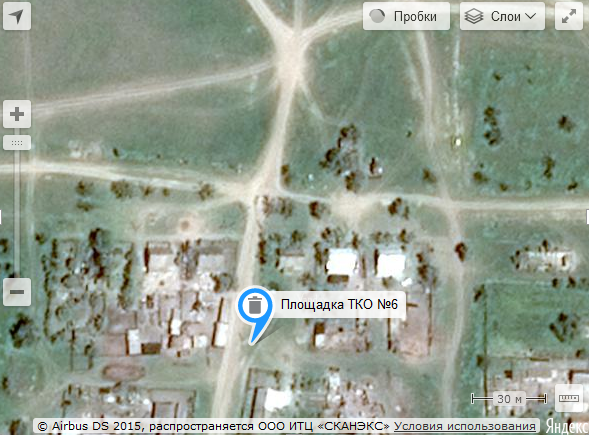 Пробки
Слои
Площадка ТКО №6
30 м
© Airbus DS 2015, распространяется ООО ИТЦ «СКАНЭКС» Условия использования
Яндекс